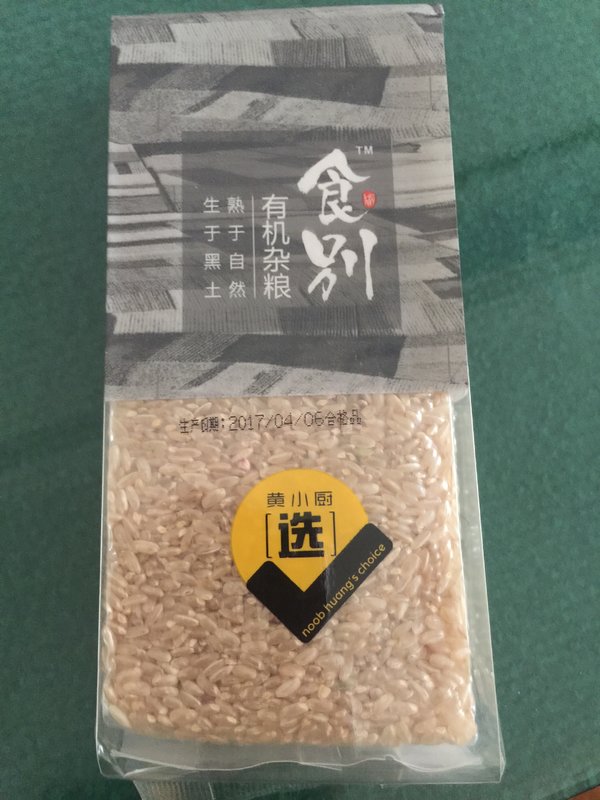 食别
TM
有机杂粮
熟于自然
生于黑土
生产日期：2017/04/06合格品
黄小厨
[选]
noob huang's choice